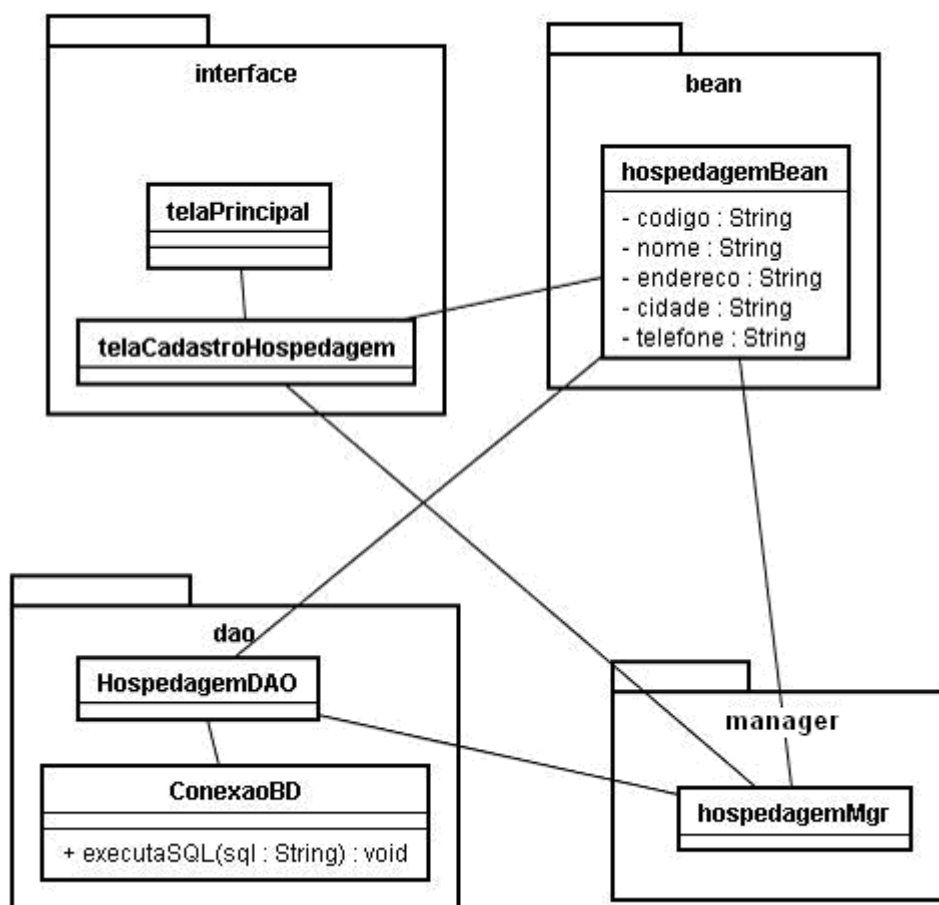 interface
telaPrincipal
telaCadastroHospedagem
bean
hospedagemBean
- codigo : String
- nome : String
- endereco : String
- cidade : String
- telefone : String
dao
HospedagemDAO
ConexaoBD
+ executaSQL(sql : String) : void
manager
hospedagemMgr